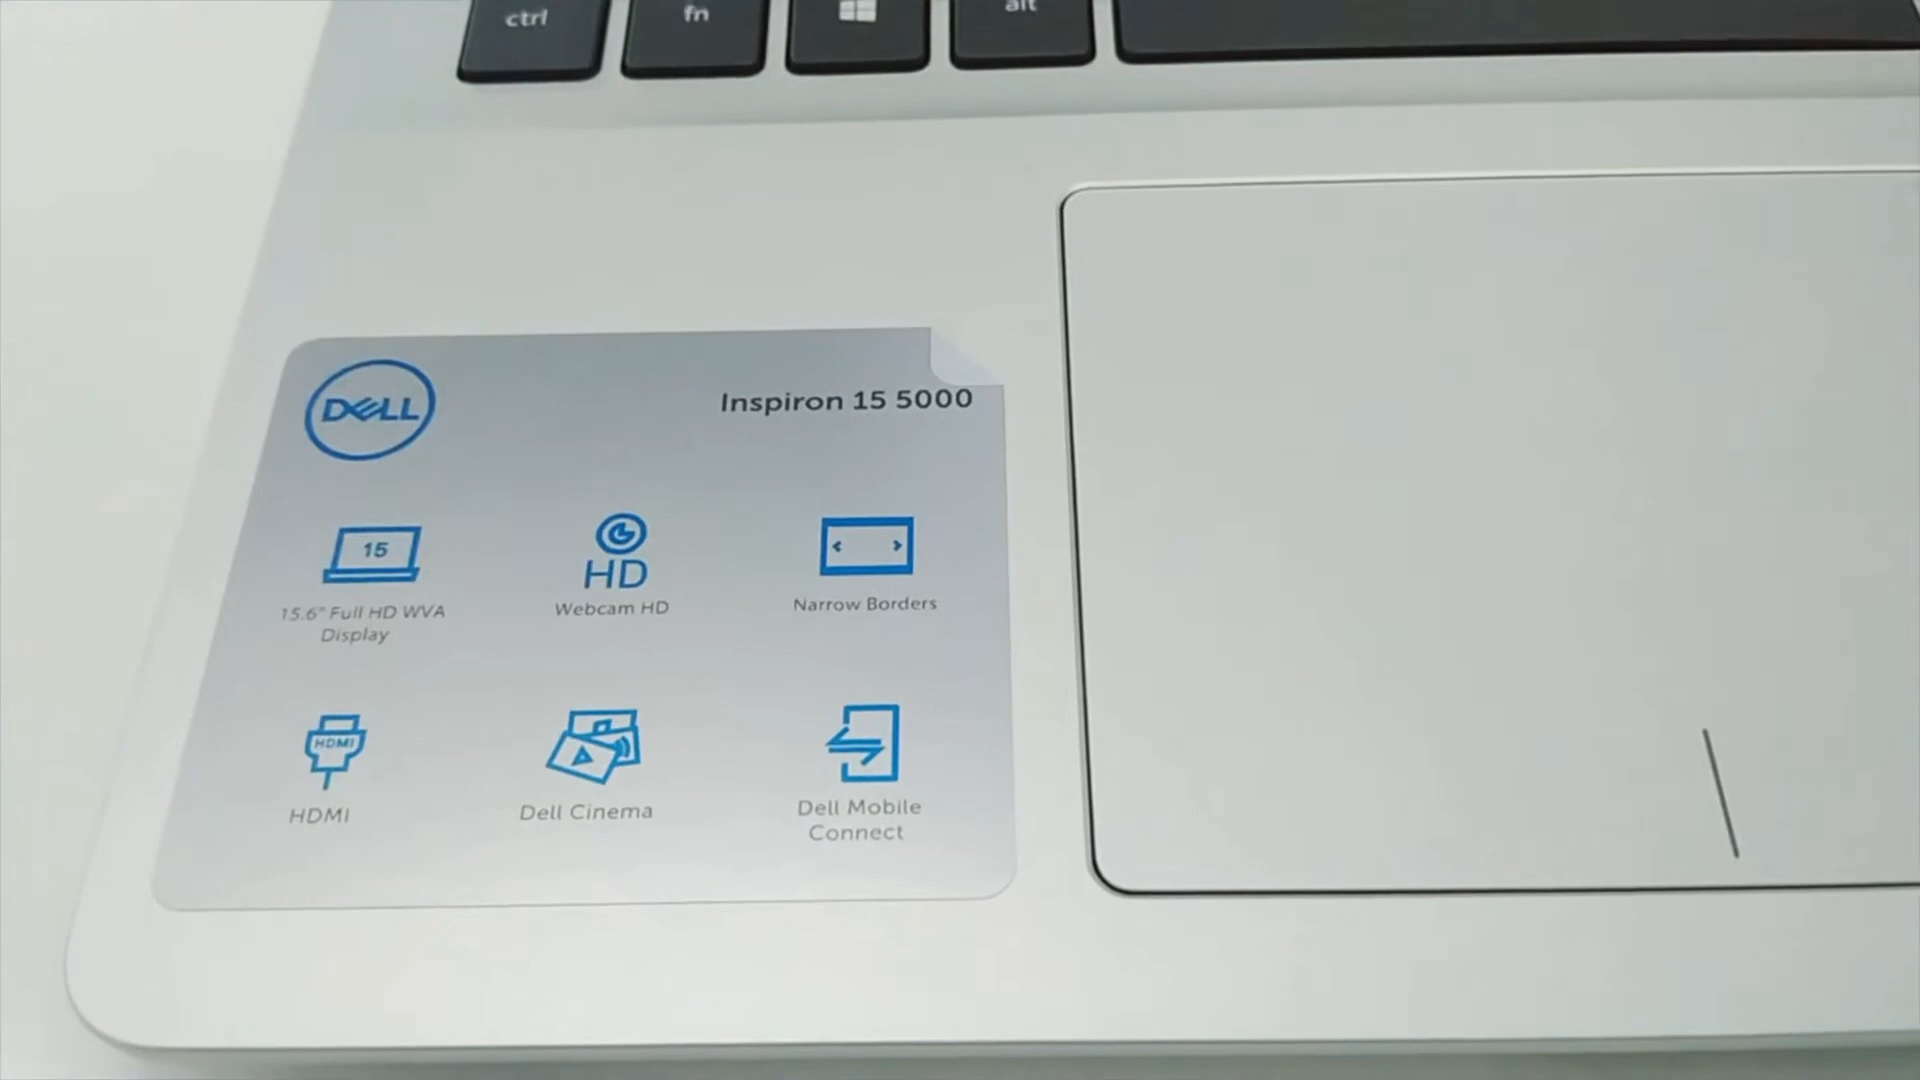 ctrl fn alt
DELL
Inspiron 15 5000
15
HD
15.6" Full HD WVA
Display
Webcam HD
Narrow Borders
HDMI
HDMI
Dell Cinema
Dell Mobile
Connect